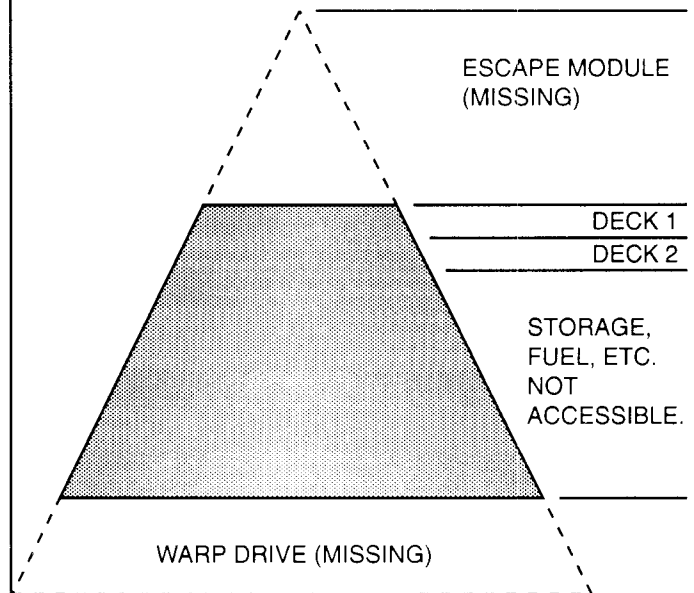 ESCAPE MODULE
(MISSING)
DECK 1
DECK 2
STORAGE,
FUEL, ETC.
NOT
ACCESSIBLE.
WARP DRIVE (MISSING)